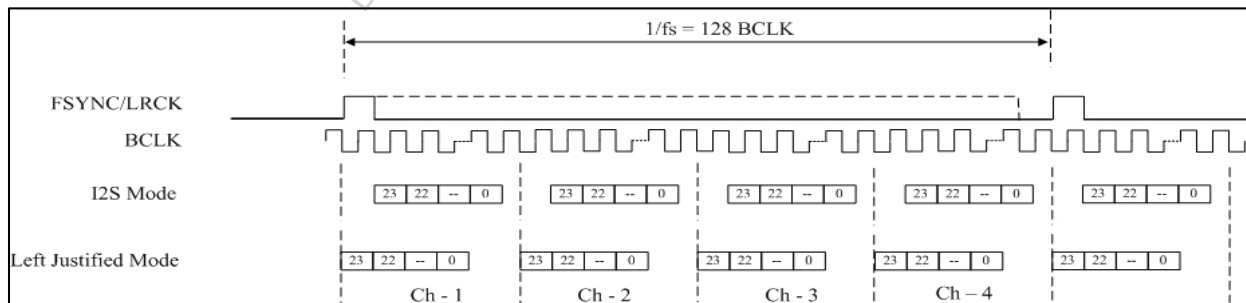 1/fs = 128 BCLK
FSYNC/LRCK
BCLK
I2S Mode
23 22 -- 0 23 22 -- 0 23 22 -- 0 23 22 -- 0 23 22 -- 0
Left Justified Mode
23 22 -- 0 23 22 -- 0 23 22 -- 0 23 22 -- 0 23 22 -- 0
Ch - 1 Ch - 2 Ch - 3 Ch – 4